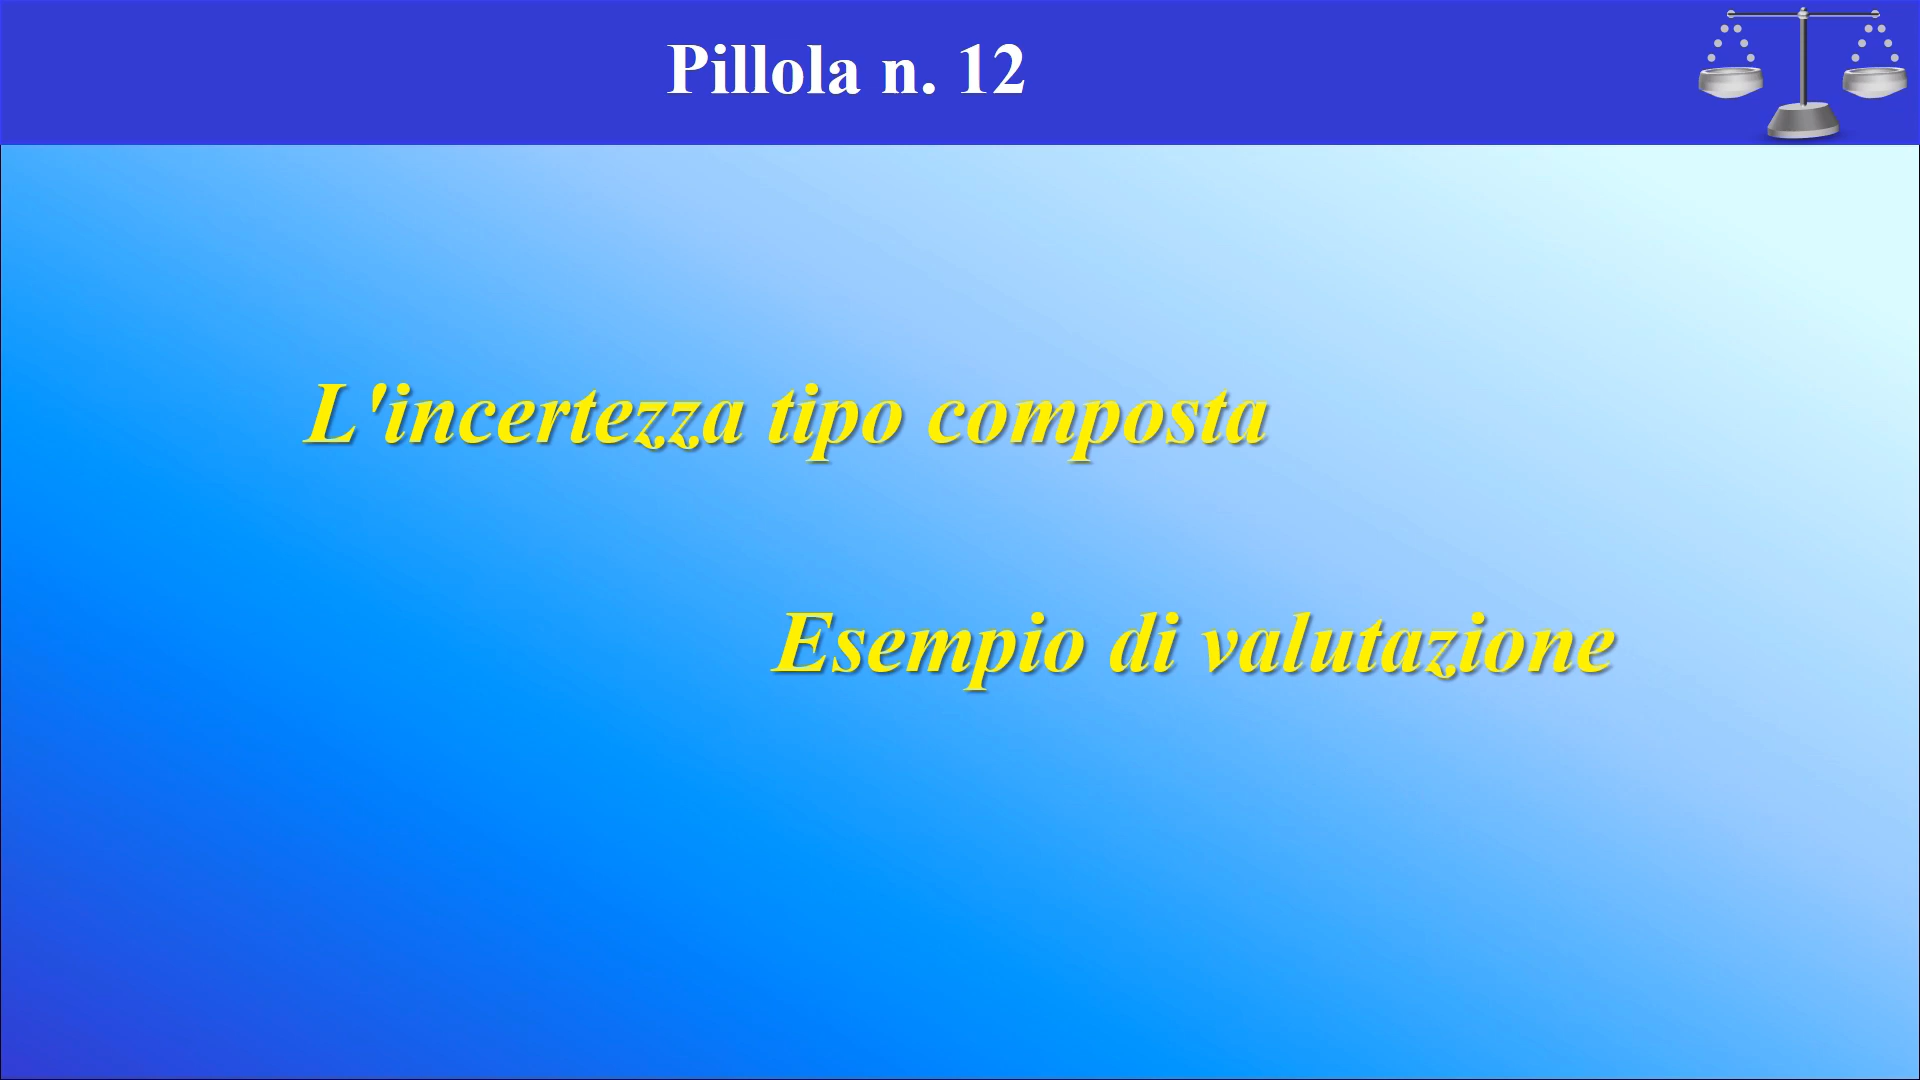 Pillola n. 12
L'incertezza tipo composta
Esempio di valutazione